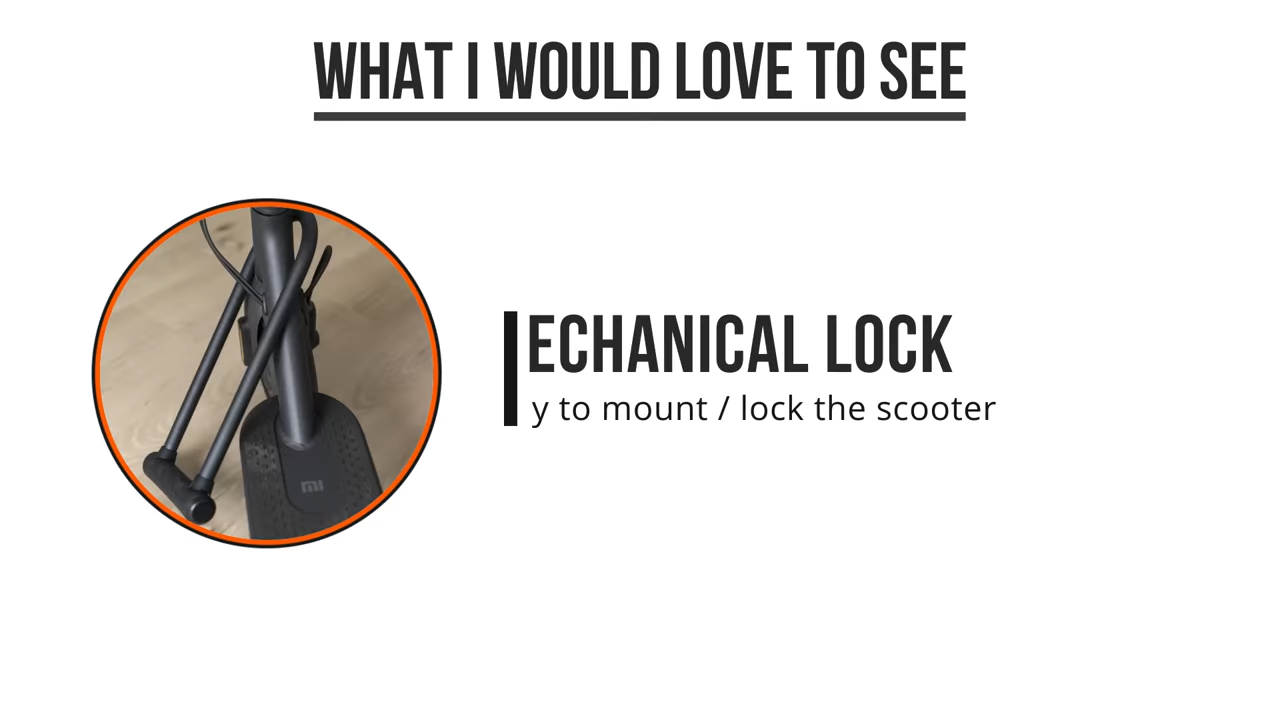 WHAT I WOULD LOVE TO SEE
ECHANICAL LOCK
y to mount / lock the scooter
mi